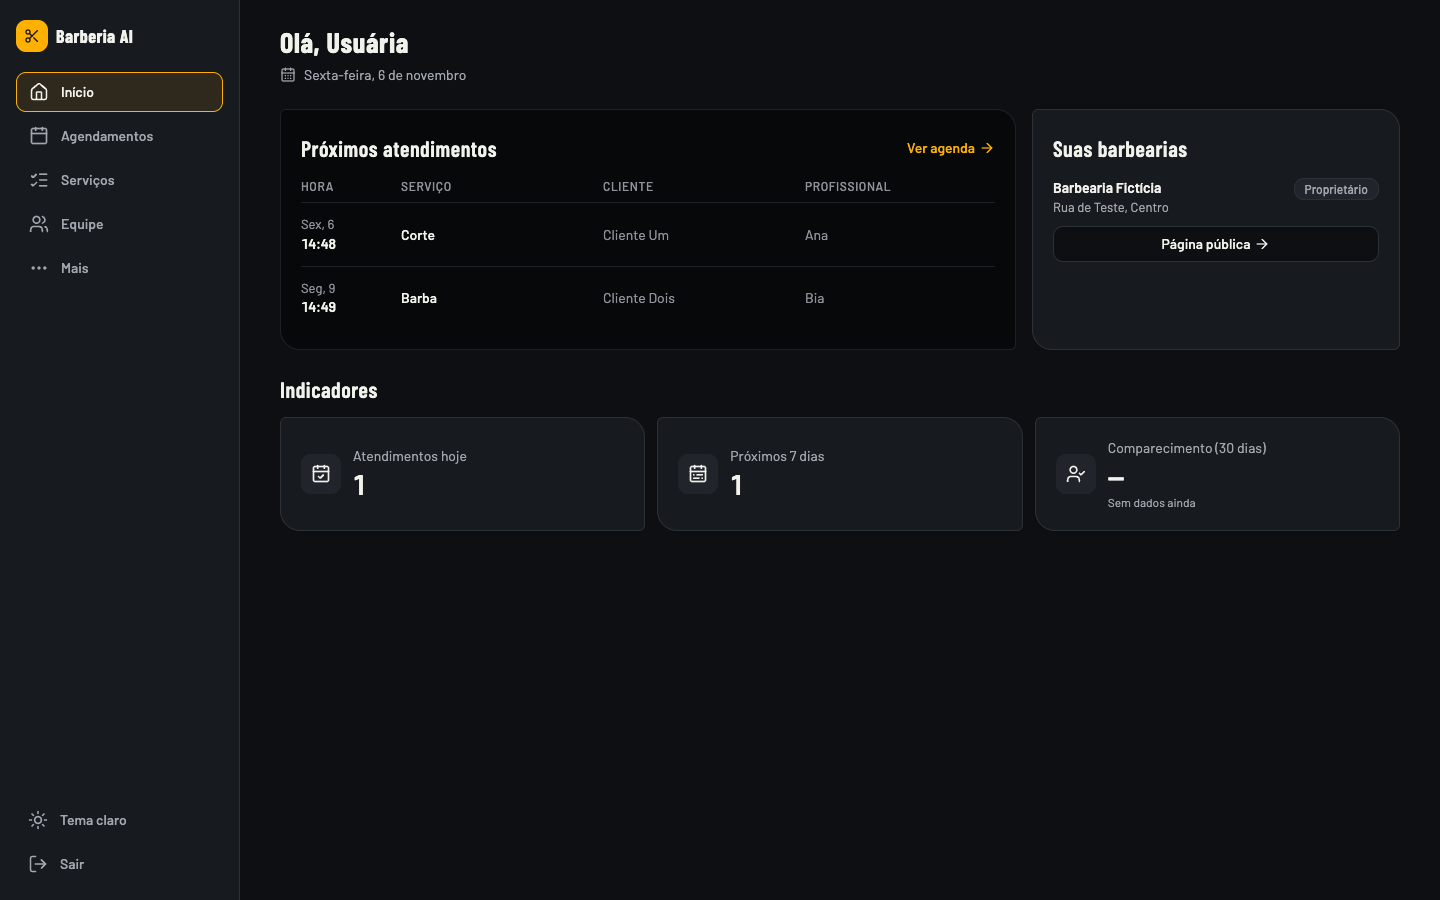 Barberia AI
Início
Agendamentos
Serviços
Equipe
Mais
Tema claro
Sair
Olá, Usuária
Sexta-feira, 6 de novembro
Próximos atendimentos
Ver agenda →
HORA SERVIÇO CLIENTE PROFISSIONAL
Sex, 6
14:48 Corte Cliente Um Ana
Seg, 9
14:49 Barba Cliente Dois Bia
Suas barbearias
Barbearia Fictícia Proprietário
Rua de Teste, Centro
Página pública →
Indicadores
Atendimentos hoje
1
Próximos 7 dias
1
Comparecimento (30 dias)
—
Sem dados ainda